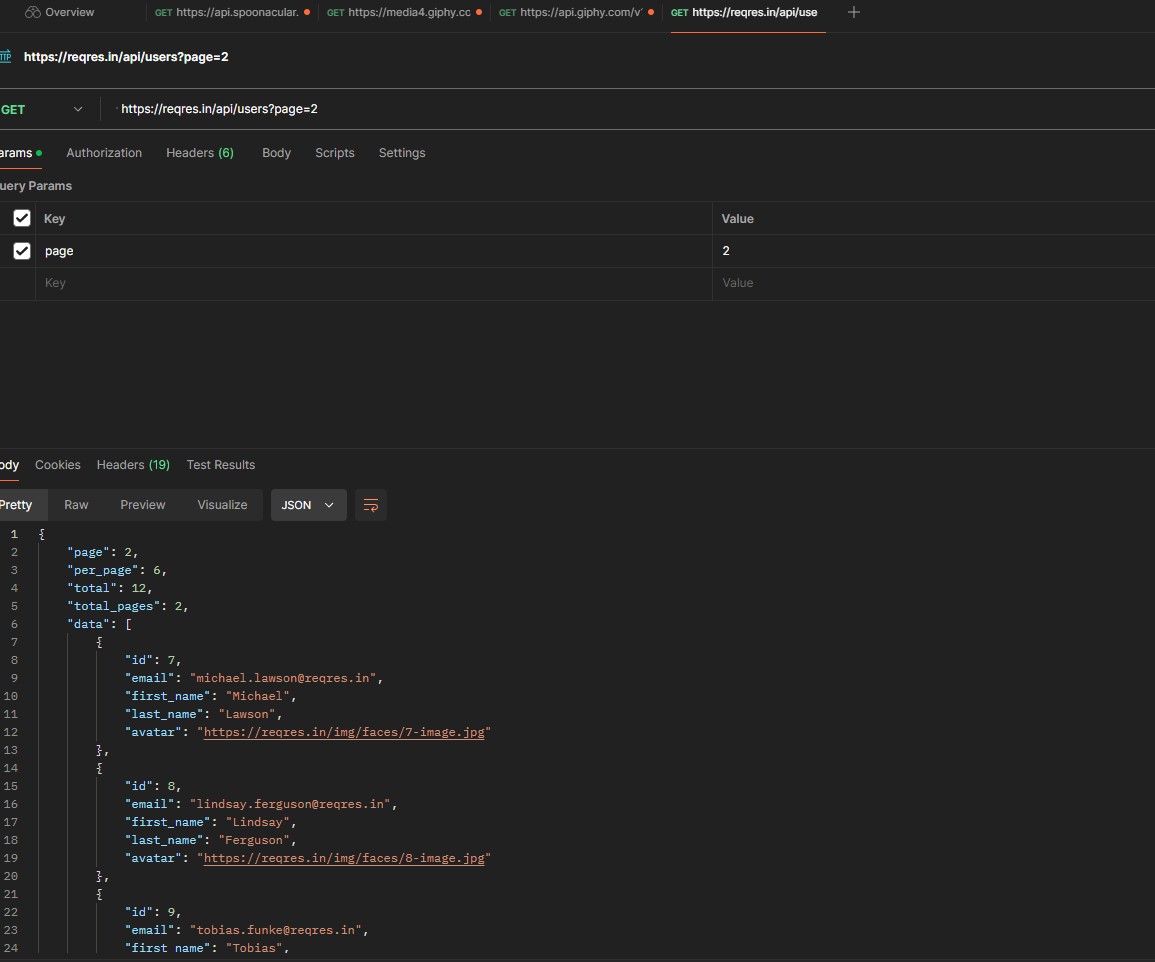 Overview GET https://api.spoonacular. GET https://media4.giphy.cc GET https://api.giphy.com/v' GET https://reqres.in/api/use
TTP https://reqres.in/api/users?page=2
GET https://reqres.in/api/users?page=2
arams Authorization Headers (6) Body Scripts Settings
uery Params
Key Value
page 2
Key Value
ody Cookies Headers (19) Test Results
Pretty Raw Preview Visualize JSON
1 {
2 "page": 2,
3 "per_page": 6,
4 "total": 12,
5 "total_pages": 2,
6 "data": [
7 {
8 "id": 7,
9 "email": "michael.lawson@reqres.in",
10 "first_name": "Michael",
11 "last_name": "Lawson",
12 "avatar": "https://reqres.in/img/faces/7-image.jpg"
13 },
14 {
15 "id": 8,
16 "email": "lindsay.ferguson@reqres.in",
17 "first_name": "Lindsay",
18 "last_name": "Ferguson",
19 "avatar": "https://reqres.in/img/faces/8-image.jpg"
20 },
21 {
22 "id": 9,
23 "email": "tobias.funke@reqres.in",
24 "first_name": "Tobias",